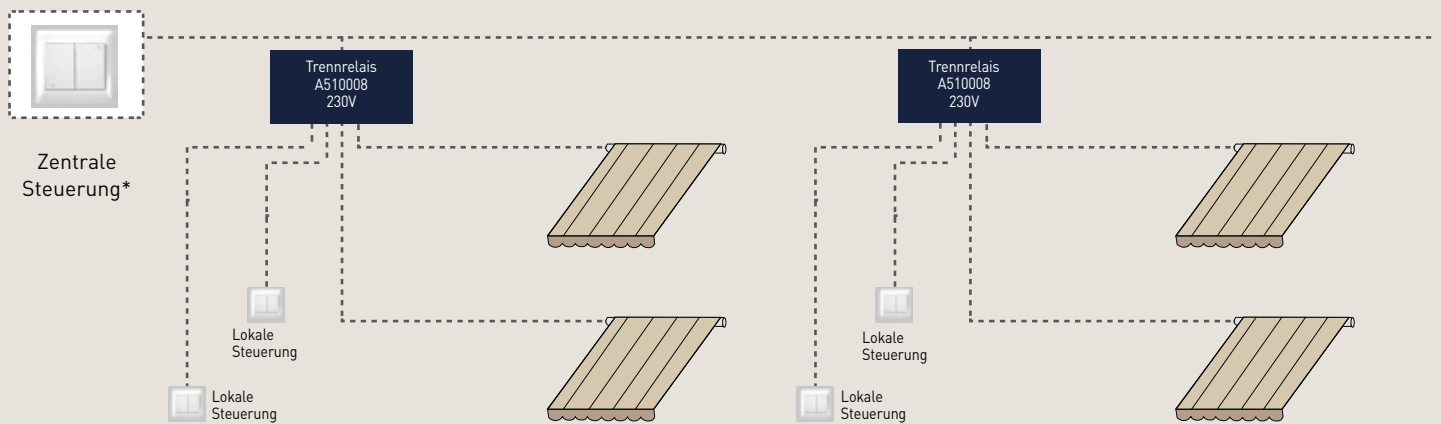 Trennrelais
A510008
230V
Trennrelais
A510008
230V
Zentrale
Steuerung*
Lokale
Steuerung
Lokale
Steuerung
Lokale
Steuerung
Lokale
Steuerung